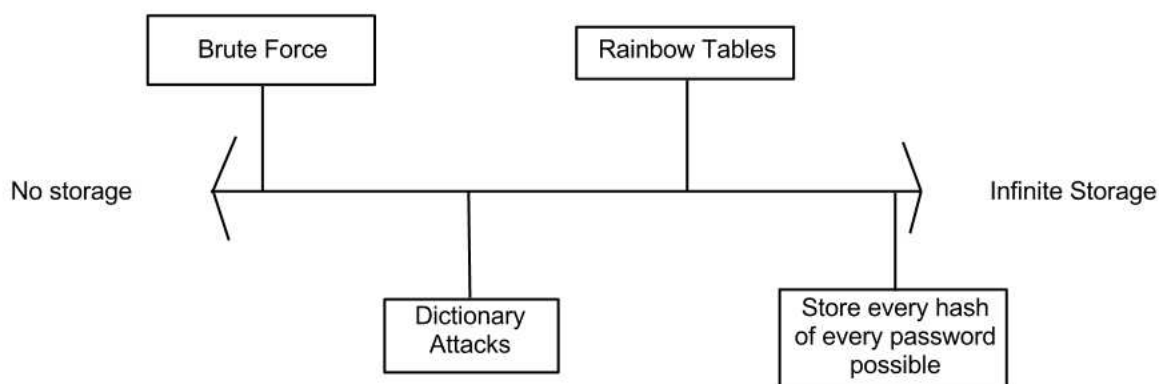 Brute Force
Rainbow Tables
No storage
Infinite Storage
Dictionary
Attacks
Store every hash
of every password
possible